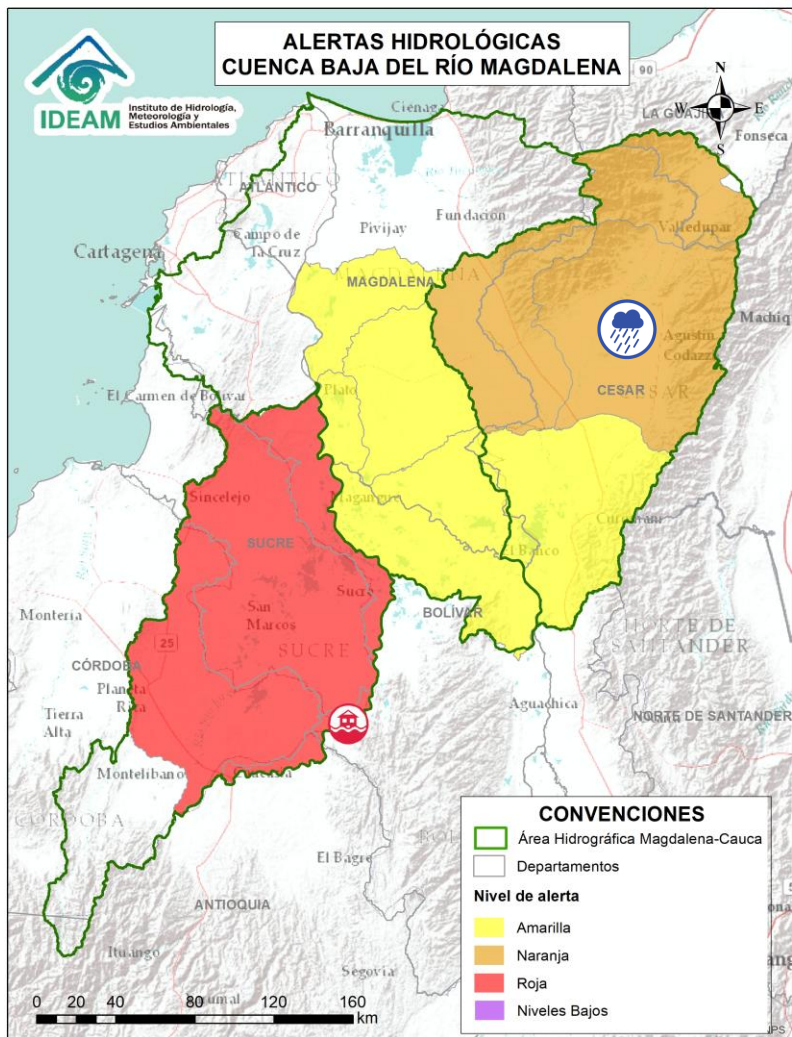 ALERTAS HIDROLÓGICAS
CUENCA BAJA DEL RÍO MAGDALENA
IDEAM
Instituto de Hidrología,
Meteorología y
Estudios Ambientales
N
W
E
S
90
LA GUAJIRA
Fonseca
Ciénaga
Barranquilla
ATLÁNTICO
Pivijay
Fundación
Valledupar
Campo de
La Cruz
Cartagena
MAGDALENA
Machiq
Agustín
Codazzi
CESAR
El Carmen de Bolívar
Plato
Sincelejo
Magangué
SUCRE
El Banco
Sucre
BOLÍVAR
Montería
San
Marcos
SUCRE
NORTE DE
SANTANDER
25
CÓRDOBA
Planeta
Rica
Tierra
Alta
Aguachica
NORTE DE SANTANDER
Montelibano
CÓRDOBA
El Bagre
ANTIOQUIA
Ituango
Segovia
CONVENCIONES
Área Hidrográfica Magdalena-Cauca
Departamentos
Nivel de alerta
Amarilla
Naranja
Roja
Niveles Bajos
0 20 40 80 120 160
km